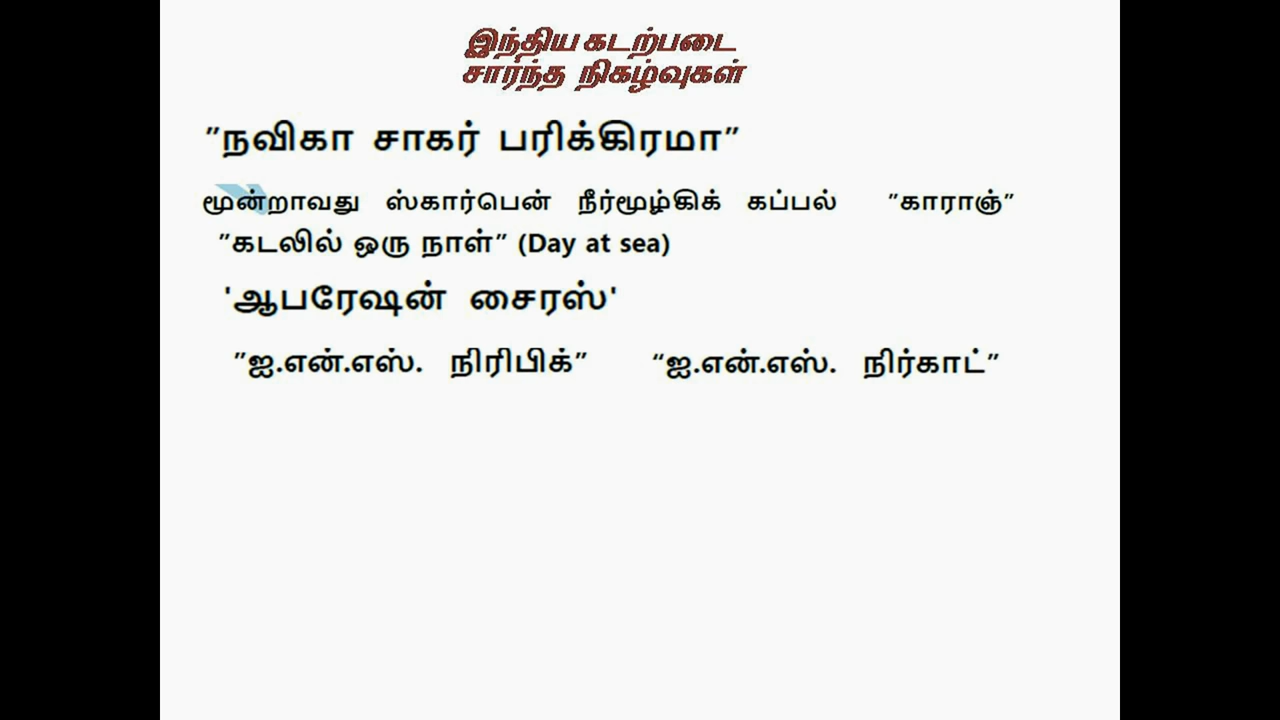 இந்திய கடற்படை
சார்ந்த நிகழ்வுகள்
”நவிகா சாகர் பரிக்கிரமா”
மூன்றாவது ஸ்கார்பென் நீர்மூழ்கிக் கப்பல் ”காராஞ்”
”கடலில் ஒரு நாள்” (Day at sea)
'ஆபரேஷன் சைரஸ்'
”ஐ.என்.எஸ். நிரிபிக்” “ஐ.என்.எஸ். நிர்காட்”